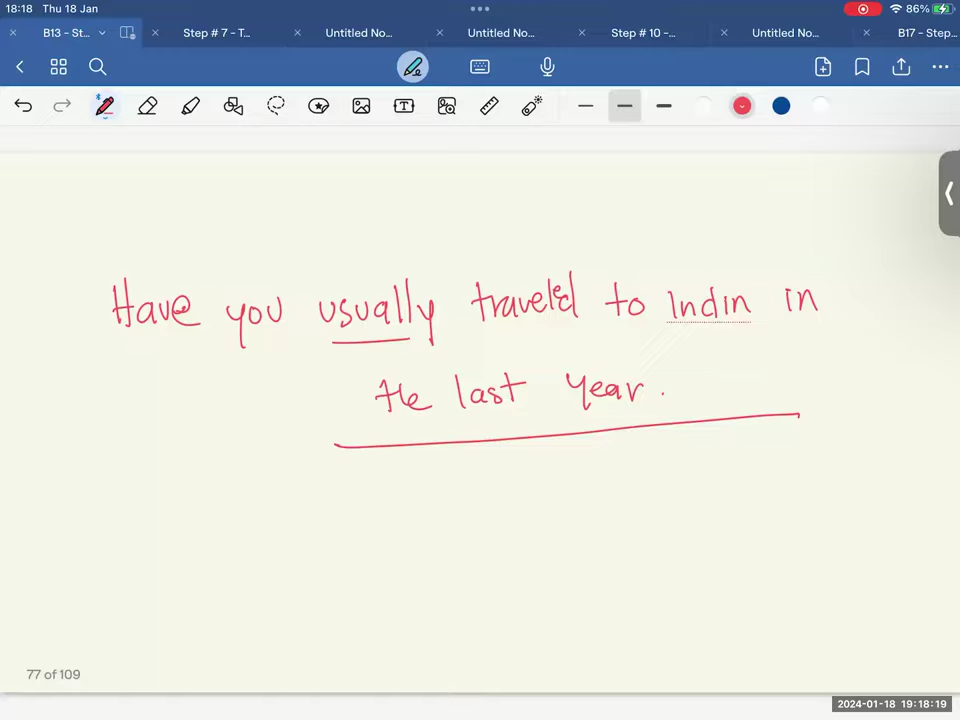 18:18 Thu 18 Jan
86%
B13 - St... Step # 7 - T... Untitled No... Untitled No... Step # 10 -... Untitled No... B17 - Step...
Have you usually traveled to Indin in
the last year.
77 of 109
2024-01-18 19:18:19